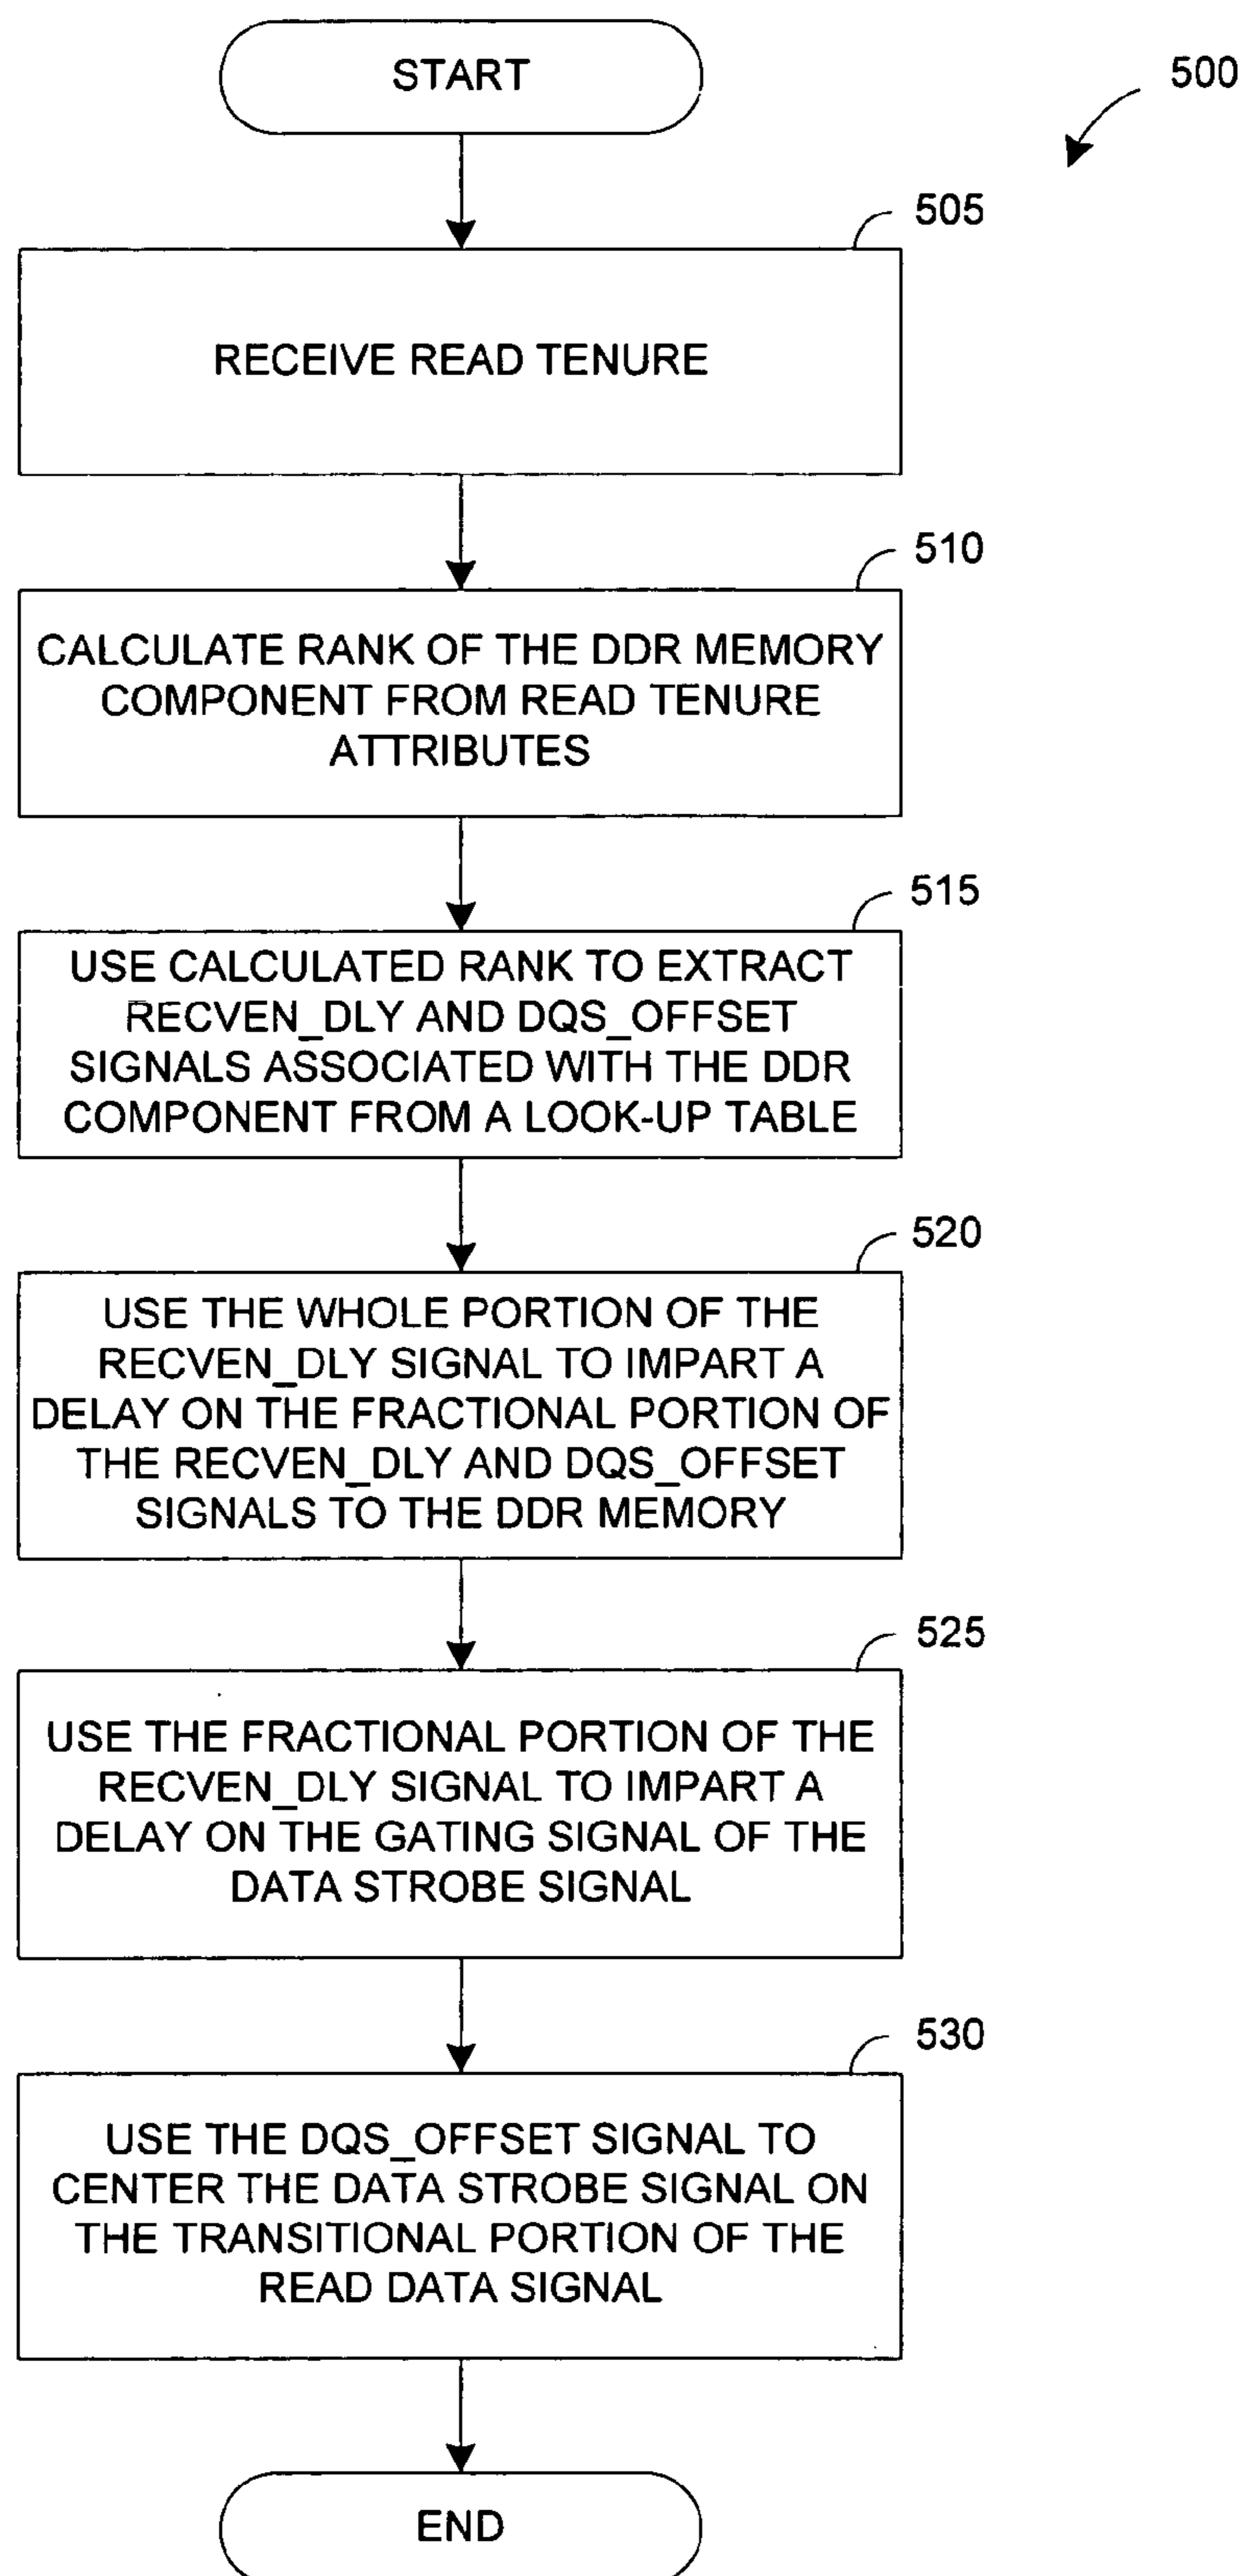 START
500
505
RECEIVE READ TENURE
510
CALCULATE RANK OF THE DDR MEMORY
COMPONENT FROM READ TENURE
ATTRIBUTES
515
USE CALCULATED RANK TO EXTRACT
RECVEN_DLY AND DQS_OFFSET
SIGNALS ASSOCIATED WITH THE DDR
COMPONENT FROM A LOOK-UP TABLE
520
USE THE WHOLE PORTION OF THE
RECVEN_DLY SIGNAL TO IMPART A
DELAY ON THE FRACTIONAL PORTION OF
THE RECVEN_DLY AND DQS_OFFSET
SIGNALS TO THE DDR MEMORY
525
USE THE FRACTIONAL PORTION OF THE
RECVEN_DLY SIGNAL TO IMPART A
DELAY ON THE GATING SIGNAL OF THE
DATA STROBE SIGNAL
530
USE THE DQS_OFFSET SIGNAL TO
CENTER THE DATA STROBE SIGNAL ON
THE TRANSITIONAL PORTION OF THE
READ DATA SIGNAL
END